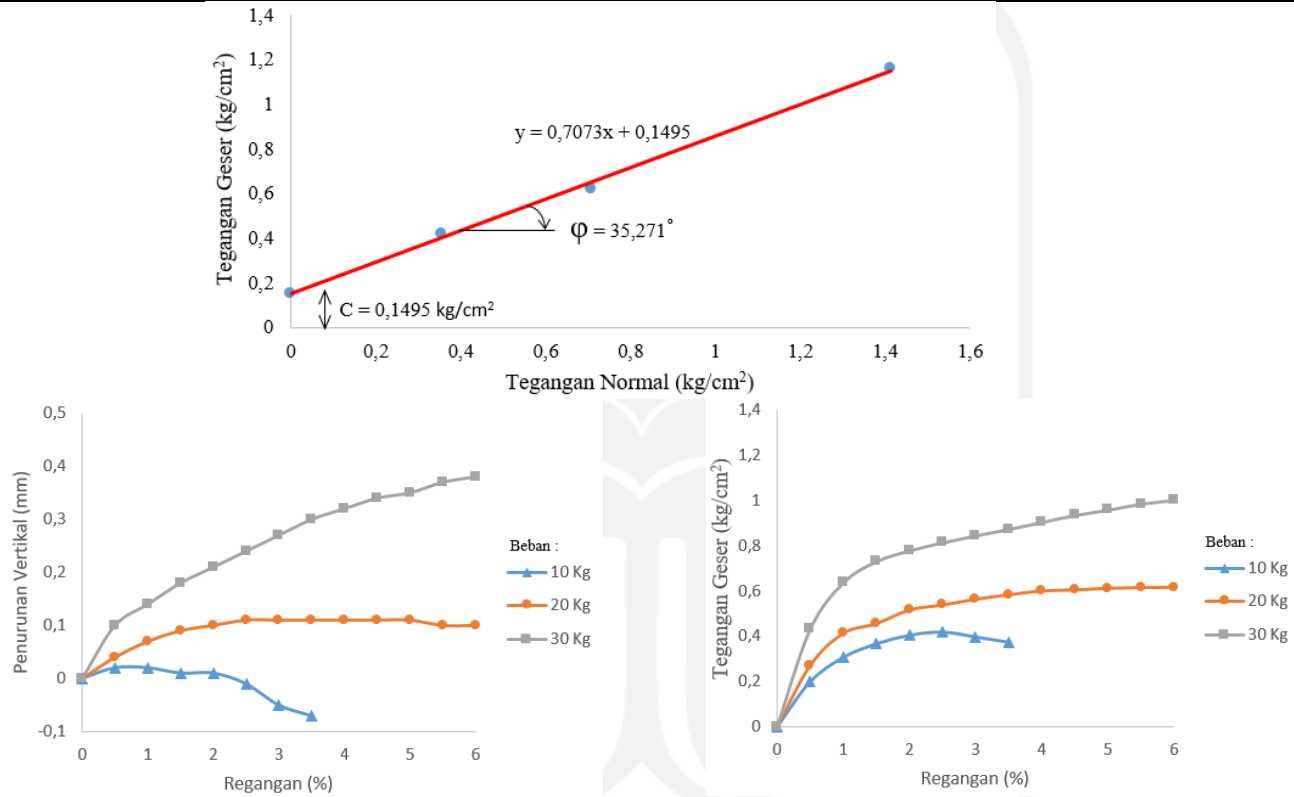 1,4
1,2
1
0,8
0,6
0,4
0,2
0
Tegangan Geser (kg/cm²)
y = 0,7073x + 0,1495
φ = 35,271°
C = 0,1495 kg/cm²
0 0,2 0,4 0,6 0,8 1 1,2 1,4 1,6
Tegangan Normal (kg/cm²)
0,5
0,4
0,3
0,2
0,1
0
-0,1
Penurunan Vertikal (mm)
0 1 2 3 4 5 6
Regangan (%)
Beban :
10 Kg
20 Kg
30 Kg
1,4
1,2
1
0,8
0,6
0,4
0,2
0
Tegangan Geser (kg/cm²)
0 1 2 3 4 5 6
Regangan (%)
Beban :
10 Kg
20 Kg
30 Kg